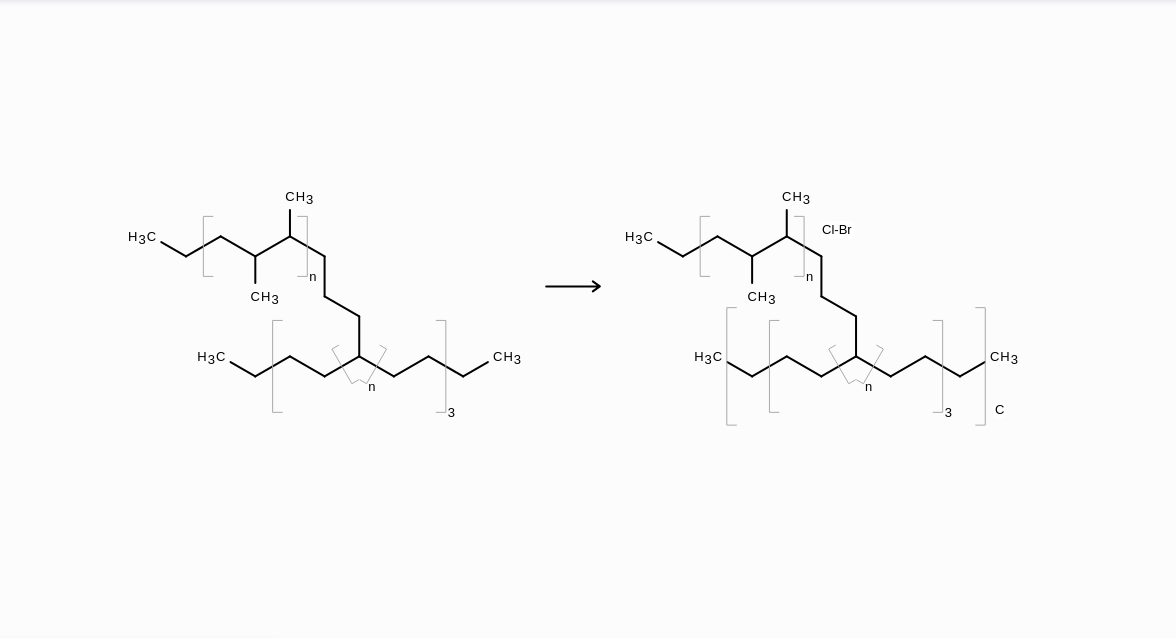 CH3 CH3
H3C H3C Cl-Br
n n
CH3 CH3
H3C CH3 H3C CH3
n n
3 3 C